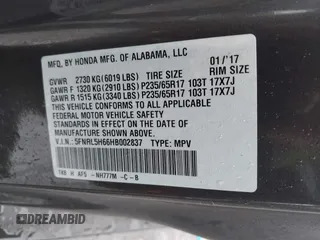 MFD. BY HONDA MFG. OF ALABAMA, LLC
01/'17
GVWR 2730 KG(6019 LBS) TIRE SIZE RIM SIZE
GAWR F 1320 KG(2910 LBS) P235/65R17 103T 17X7J
GAWR R 1515 KG(3340 LBS) P235/65R17 103T 17X7J
THIS VEHICLE CONFORMS TO ALL APPLICABLE
FEDERAL MOTOR VEHICLE SAFETY STANDARDS
IN EFFECT ON THE DATE OF MANUFACTURE
SHOWN ABOVE.
V.I.N.: 5FNRL5H66HB002837 TYPE: MPV
H AFS -NH777M -C -B
DREAMBID